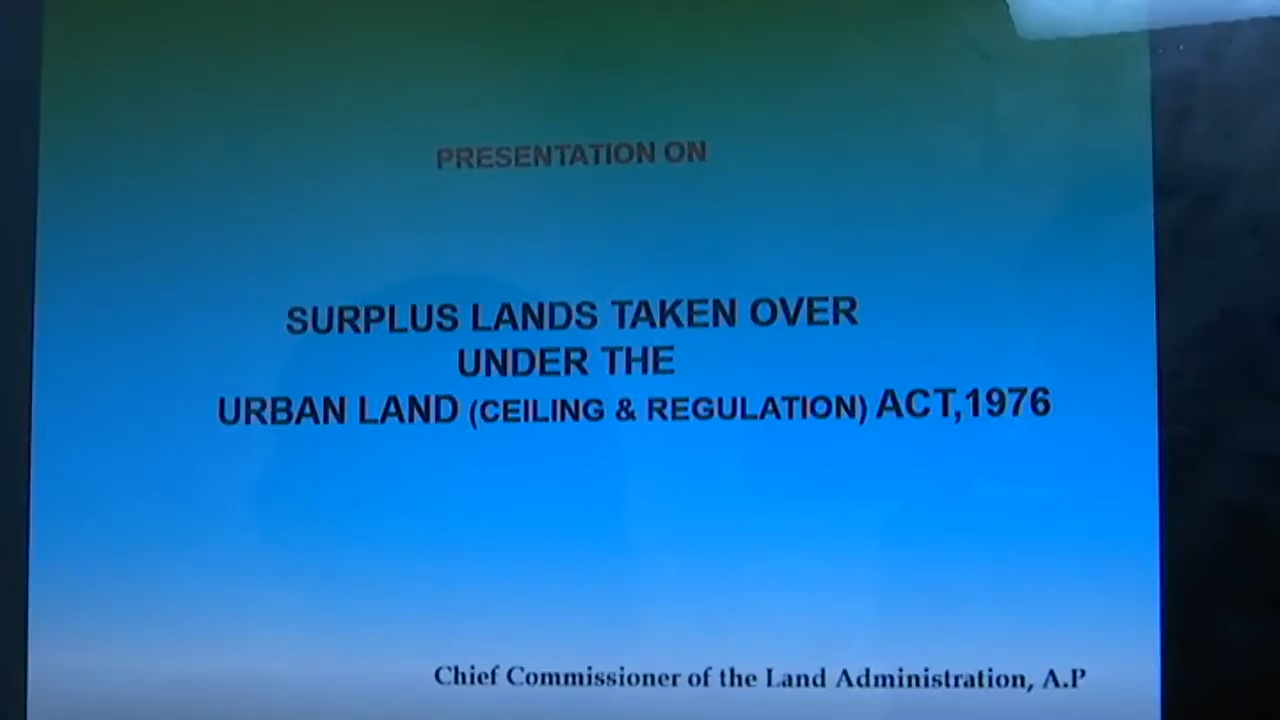 PRESENTATION ON
SURPLUS LANDS TAKEN OVER
UNDER THE
URBAN LAND (CEILING & REGULATION) ACT,1976
Chief Commissioner of the Land Administration, A.P